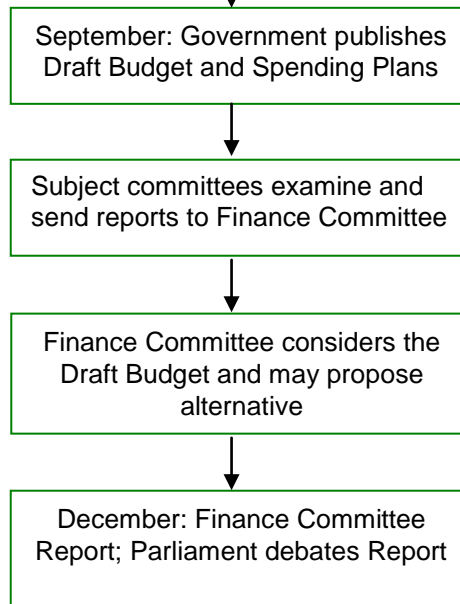 September: Government publishes
Draft Budget and Spending Plans
Subject committees examine and
send reports to Finance Committee
Finance Committee considers the
Draft Budget and may propose
alternative
December: Finance Committee
Report; Parliament debates Report